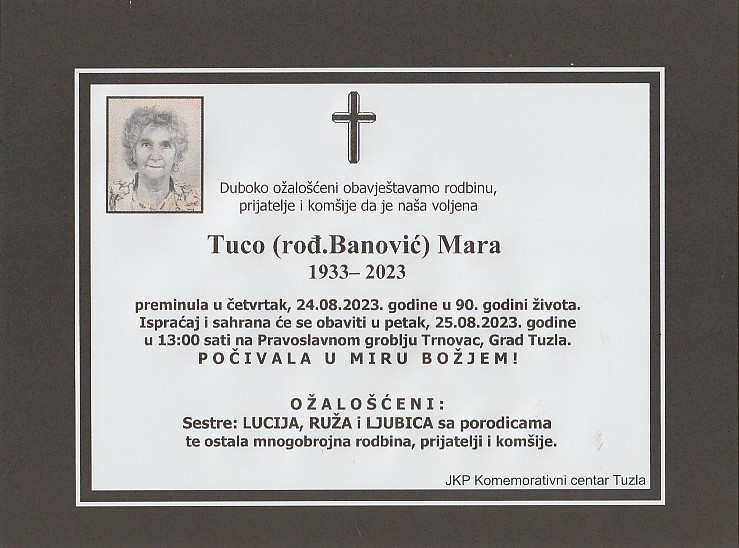 Duboko ožalošćeni obavještavamo rodbinu,
prijatelje i komšije da je naša voljena
Tuco (rođ.Banović) Mara
1933– 2023
preminula u četvrtak, 24.08.2023. godine u 90. godini života.
Ispraćaj i sahrana će se obaviti u petak, 25.08.2023. godine
u 13:00 sati na Pravoslavnom groblju Trnovac, Grad Tuzla.
POČIVALA U MIRU BOŽJEM!
OŽALOŠĆENI:
Sestre: LUCIJA, RUŽA i LJUBICA sa porodicama
te ostala mnogobrojna rodbina, prijatelji i komšije.
JKP Komemorativni centar Tuzla